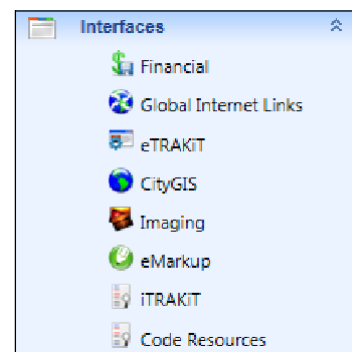 Interfaces
Financial
Global Internet Links
eTRAKiT
CityGIS
Imaging
eMarkup
iTRAKiT
Code Resources